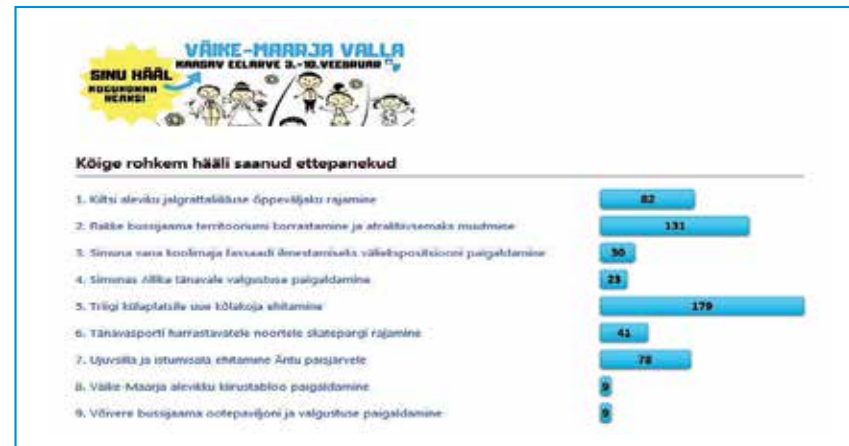 VÄIKE-MAARJA VALLA
KAASAV EELARVE 3.-10.VEEBRUAR
SINU HÄÄL
KOGUKONNA
HEAKS!
Kõige rohkem hääli saanud ettepanekud
1. Kiltsi aleviku jalgrattakliduse õppeväljaku rajamine 82
2. Rakke bussijaama territooriumi korrastamine ja atraktiivsemaks muutmine 131
3. Simuna vana koolimaja fassaadi ilmestamiseks väliekspositsiooni paigaldamine 30
4. Simunas Allika tänavale valgustuse paigaldamine 23
5. Triigi külaplatsile uue kõlakoja ehitamine 179
6. Tänavasporti harrastavatele noortele skatepargi rajamine 41
7. Ujuvsilla ja istumisala ehitamine Äntu paisjärvele 78
8. Väike-Maarja alevikku kiirustabloo paigaldamine 9
9. Võivere bussijaama ootepaviljoni ja valgustuse paigaldamine 9